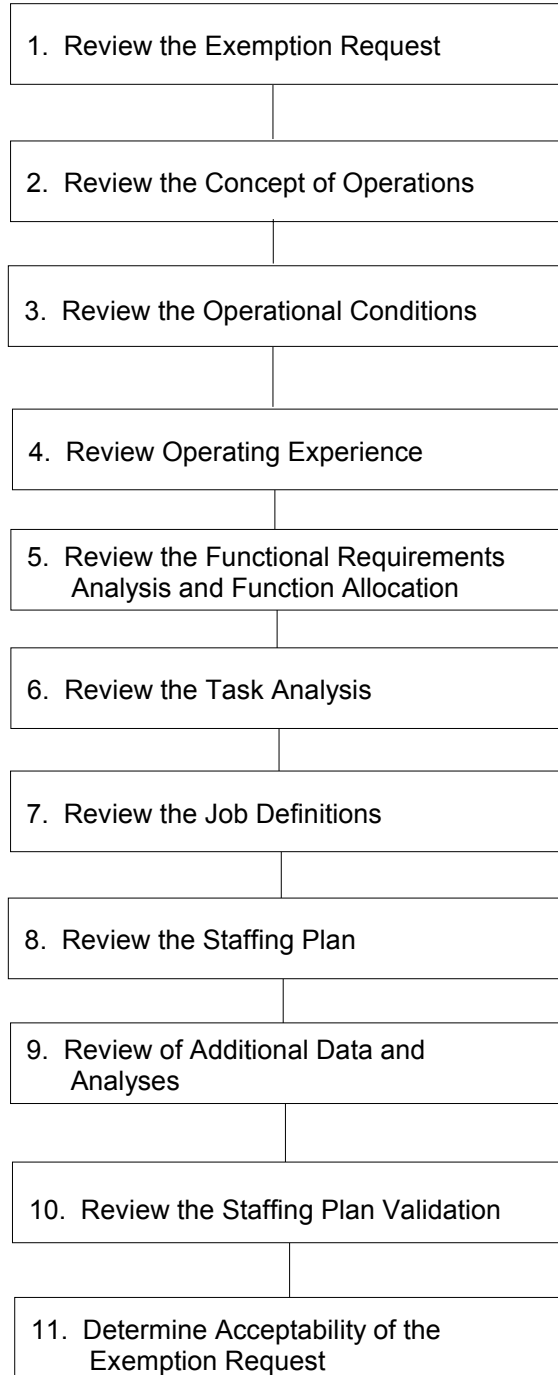 1. Review the Exemption Request
2. Review the Concept of Operations
3. Review the Operational Conditions
4. Review Operating Experience
5. Review the Functional Requirements
Analysis and Function Allocation
6. Review the Task Analysis
7. Review the Job Definitions
8. Review the Staffing Plan
9. Review of Additional Data and
Analyses
10. Review the Staffing Plan Validation
11. Determine Acceptability of the
Exemption Request